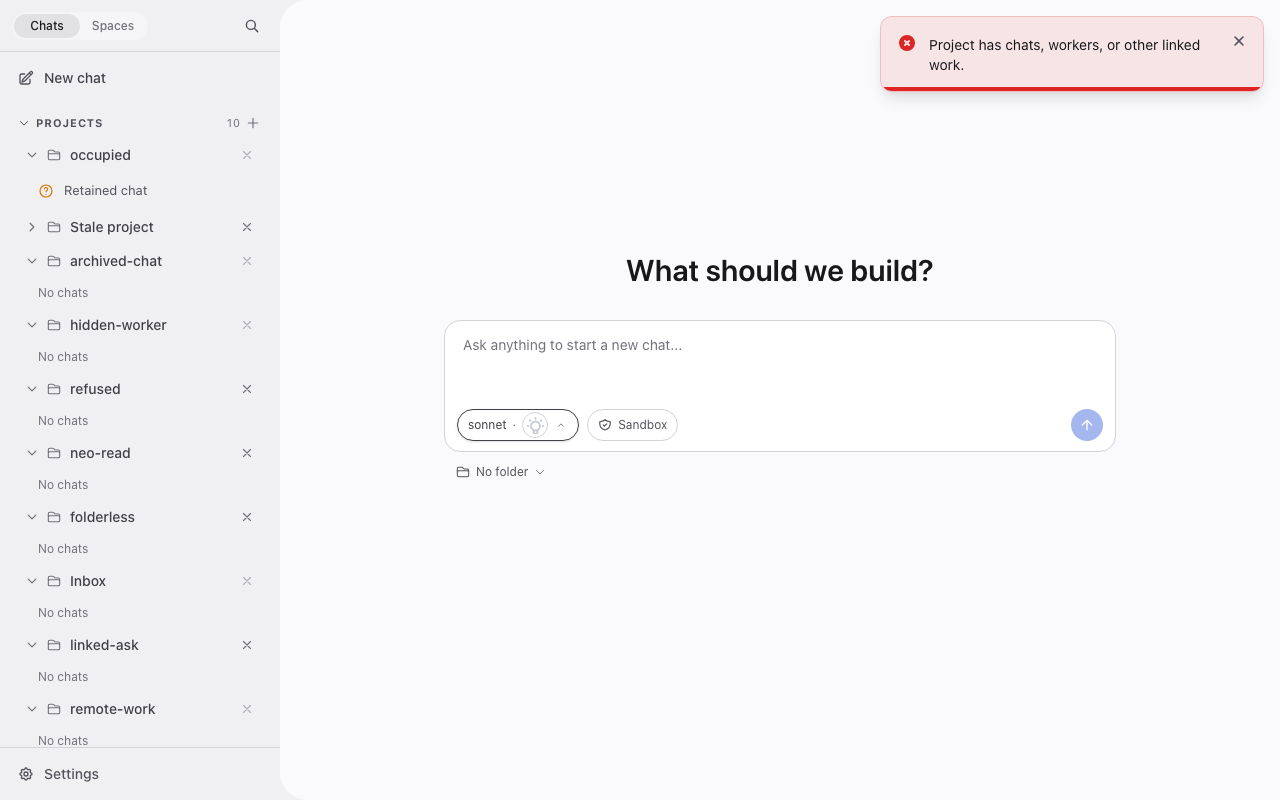 Chats
Spaces
New chat
PROJECTS
10
occupied
Retained chat
Stale project
archived-chat
No chats
hidden-worker
No chats
refused
No chats
neo-read
No chats
folderless
No chats
Inbox
No chats
linked-ask
No chats
remote-work
No chats
Settings
Project has chats, workers, or other linked
work.
What should we build?
Ask anything to start a new chat...
sonnet ·
Sandbox
No folder